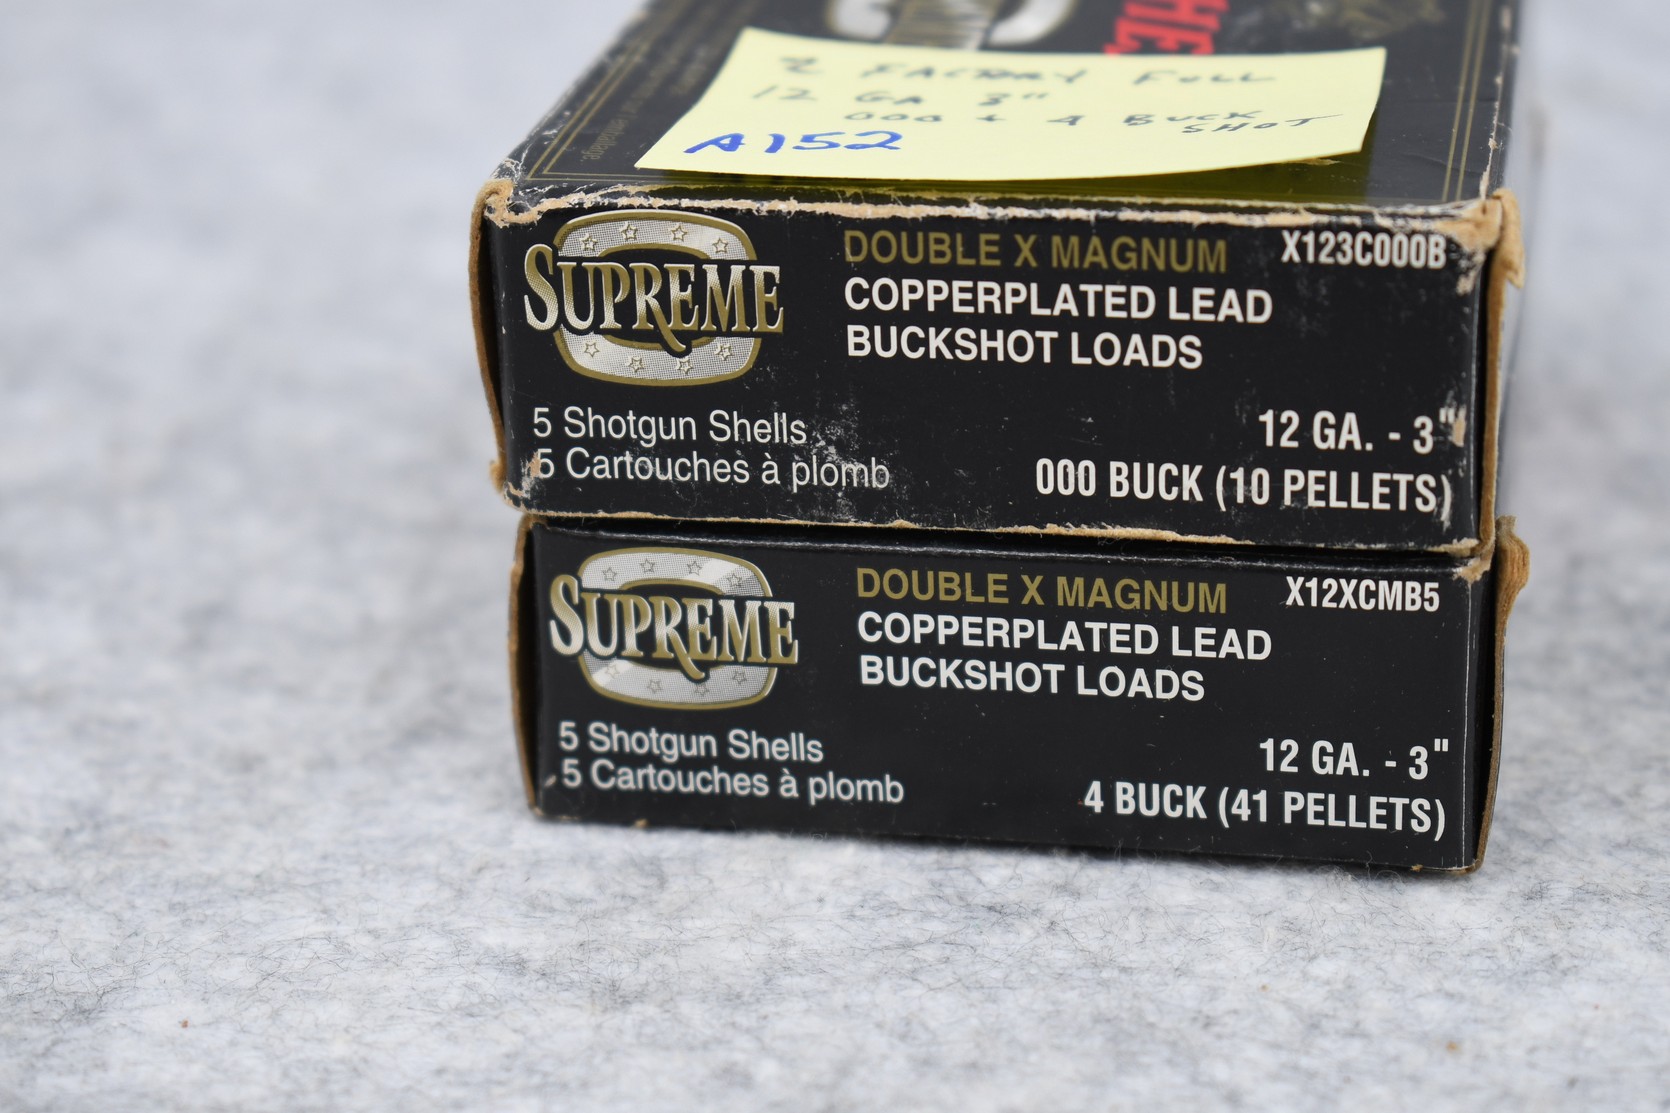 HE
2 FACTORY FULL
12 GA 3"
000 + 4 BUCK
SHOT
A152
cartridge.
SUPREME
DOUBLE X MAGNUM
X123C000B
COPPERPLATED LEAD
BUCKSHOT LOADS
5 Shotgun Shells
5 Cartouches à plomb
12 GA. - 3"
000 BUCK (10 PELLETS)
SUPREME
DOUBLE X MAGNUM
X12XCMB5
COPPERPLATED LEAD
BUCKSHOT LOADS
5 Shotgun Shells
5 Cartouches à plomb
12 GA. - 3"
4 BUCK (41 PELLETS)